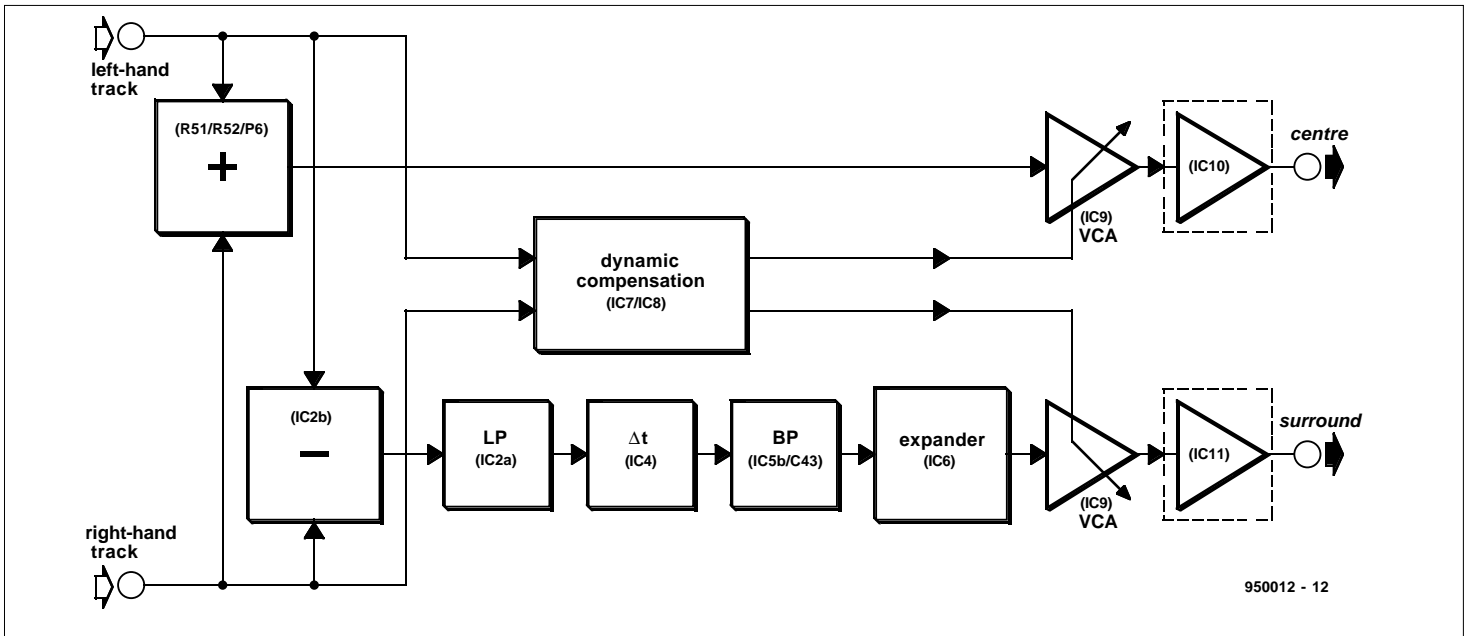 left-hand
track
(R51/R52/P6)
+
(IC10)
centre
(IC9)
VCA
dynamic
compensation
(IC7/IC8)
(IC2b)
–
LP
(IC2a)
Δt
(IC4)
BP
(IC5b/C43)
expander
(IC6)
(IC9)
VCA
(IC11)
surround
right-hand
track
950012 - 12